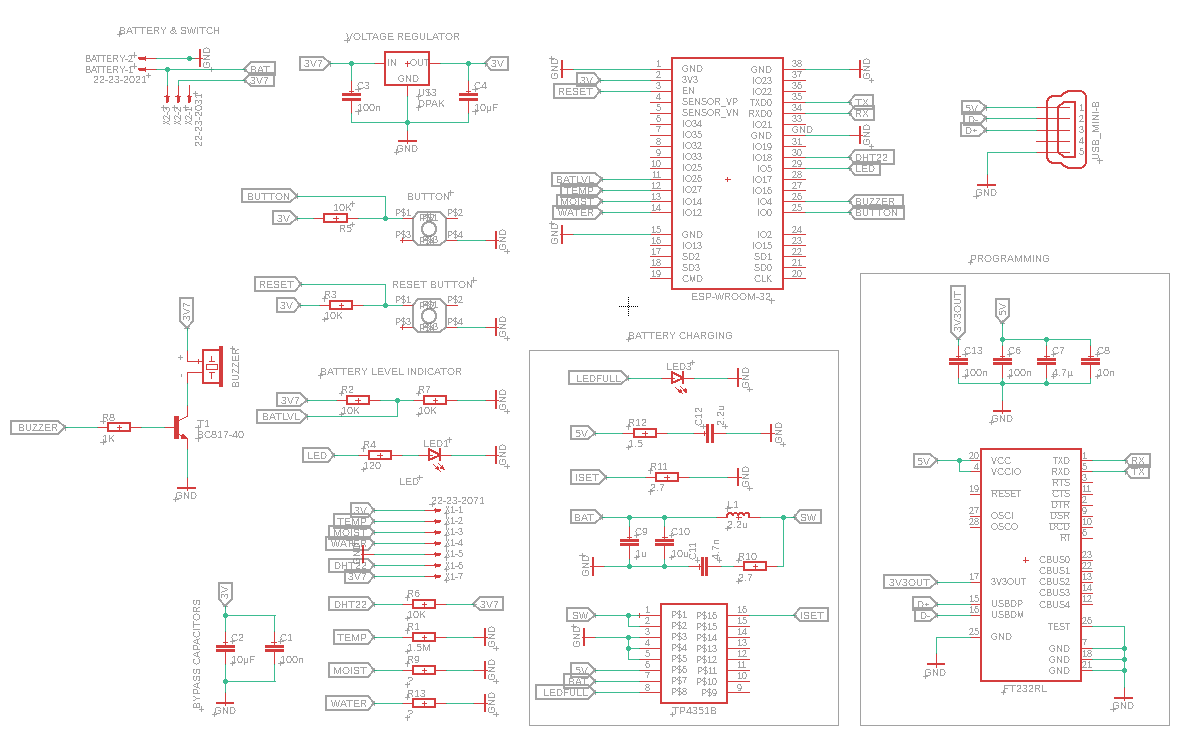 BATTERY & SWITCH
BATTERY-2
BATTERY-1
22-23-2021
GND
BAT
3V7
X2-3
X2-2
X2-1
22-23-2031
VOLTAGE REGULATOR
3V7
IN
OUT
GND
3V
C3
100n
U$3
DPAK
C4
10µF
GND
BUTTON
3V
10K
R5
BUTTON
P$1
P$2
P$3
P$4
GND
RESET
3V
R3
10K
RESET BUTTON
P$1
P$2
P$3
P$4
GND
3V7
+
-
BUZZER
BUZZER
R8
1K
T1
BC817-40
GND
BATTERY LEVEL INDICATOR
3V7
R2
10K
R7
10K
GND
BATLVL
LED
R4
120
LED1
LED
GND
22-23-2071
3V
X1-1
TEMP
X1-2
MOIST
X1-3
WATER
X1-4
GND
X1-5
DHT22
X1-6
3V7
X1-7
DHT22
R6
10K
3V7
TEMP
R1
1.5M
GND
MOIST
R9
?
GND
WATER
R13
?
GND
BYPASS CAPACITORS
3V
C2
10µF
C1
100n
GND
GND
3V
RESET
BATLVL
TEMP
MOIST
WATER
GND
1 GND
2 3V3
3 EN
4 SENSOR_VP
5 SENSOR_VN
6 IO34
7 IO35
8 IO32
9 IO33
10 IO25
11 IO26
12 IO27
13 IO14
14 IO12
15 GND
16 IO13
17 SD2
18 SD3
19 CMD
GND 38
IO23 37
IO22 36
TXD0 35
RXD0 34
IO21 33
GND GND
IO19 31
IO18 30
IO5 29
IO17 28
IO16 27
IO4 26
IO0 25
IO2 24
IO15 23
SD1 22
SD0 21
CLK 20
ESP-WROOM-32
GND
TX
RX
GND
DHT22
LED
BUZZER
BUTTON
5V
D-
D+
1
2
3
4
5
USB_MINI-B
GND
BATTERY CHARGING
LEDFULL
LED3
GND
5V
R12
1.5
C12
2.2u
GND
ISET
R11
2.7
GND
BAT
L1
2.2u
SW
C9
1u
C10
10u
GND
C11
4.7n
R10
2.7
SW
GND
5V
BAT
LEDFULL
1 P$1
2 P$2
3 P$3
4 P$4
5 P$5
6 P$6
7 P$7
8 P$8
P$16 16
P$15 15
P$14 14
P$13 13
P$12 12
P$11 11
P$10 10
P$9 9
ISET
TP4351B
PROGRAMMING
3V3OUT
5V
C13
100n
C6
100n
C7
4.7µ
C8
10n
GND
5V
3V3OUT
D+
D-
GND
20 VCC
4 VCCIO
19 RESET
27 OSCI
28 OSCO
17 3V3OUT
15 USBDP
16 USBDM
25 GND
TXD 1
RXD 5
RTS 3
CTS 11
DTR 2
DSR 9
DCD 10
RI 6
CBUS0 23
CBUS1 22
CBUS2 13
CBUS3 14
CBUS4 12
TEST 26
GND 7
GND 18
GND 21
RX
TX
GND
FT232RL